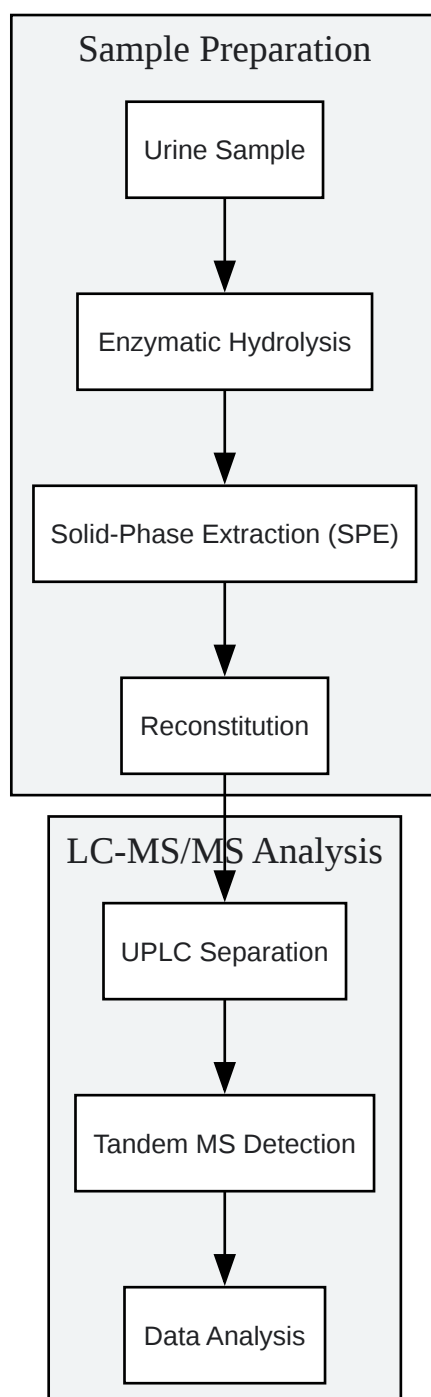 Sample Preparation
Urine Sample
Enzymatic Hydrolysis
Solid-Phase Extraction (SPE)
Reconstitution
LC-MS/MS Analysis
UPLC Separation
Tandem MS Detection
Data Analysis